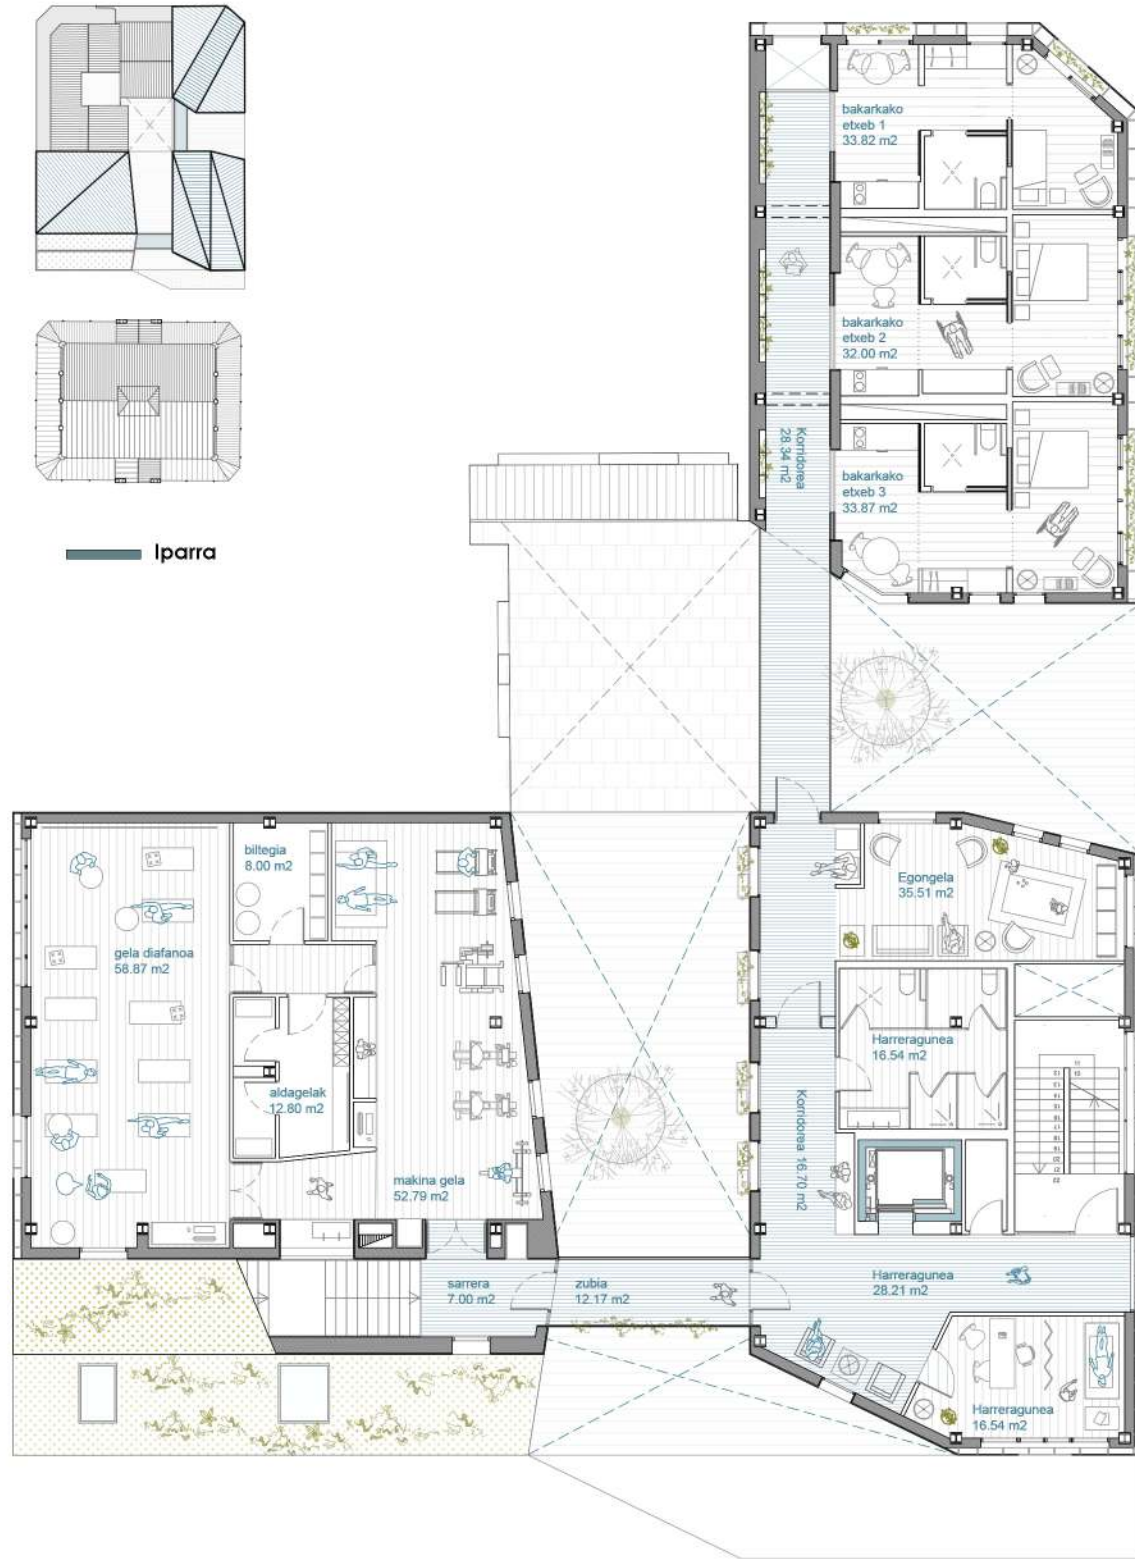 Iparra
bakarkako
etxeb 1
33.82 m2
bakarkako
etxeb 2
32.00 m2
Korridorea
28.34 m2
bakarkako
etxeb 3
33.87 m2
biltegia
8.00 m2
gela diafanoa
58.87 m2
Egongela
35.51 m2
Harreragunea
16.54 m2
aldagelak
12.80 m2
Korridorea 16.70 m2
makina gela
52.79 m2
sarrera
7.00 m2
zubia
12.17 m2
Harreragunea
28.21 m2
Harreragunea
16.54 m2